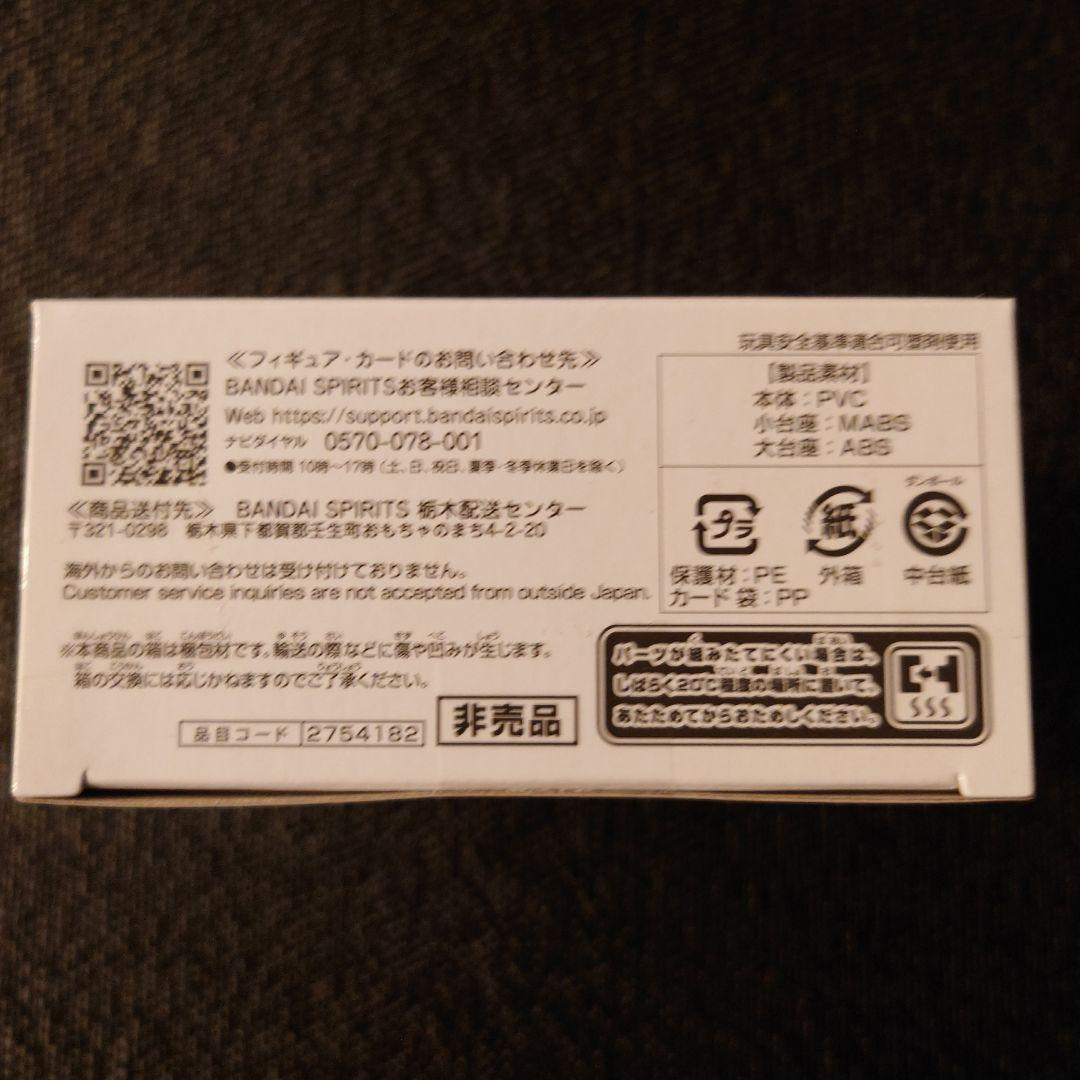 ≪フィギュア・カードのお問い合わせ先≫
BANDAI SPIRITSお客様相談センター
Web https://support.bandaispirits.co.jp
ナビダイヤル 0570-078-001
●受付時間 10時~17時(土、日、祝日、夏季・冬季休業日を除く)
≪商品送付先≫ BANDAI SPIRITS 栃木配送センター
〒321-0298 栃木県下都賀郡壬生町おもちゃのまち4-2-20
海外からのお問い合わせは受け付けておりません。
Customer service inquiries are not accepted from outside Japan.
※本商品の箱は梱包材です。輸送の際などに傷や凹みが生じます。
箱の交換には応じかねますのでご了承ください。
品目コード 2754182
非売品
玩具安全基準適合可塑剤使用
【製品素材】
本体:PVC
小台座:MABS
大台座:ABS
ダンボール
プラ 紙
保護材:PE 外箱 中台紙
カード袋:PP
パーツが組みたてにくい場合は、
しばらく20℃程度の場所に置いて、
あたためてからおためしください。